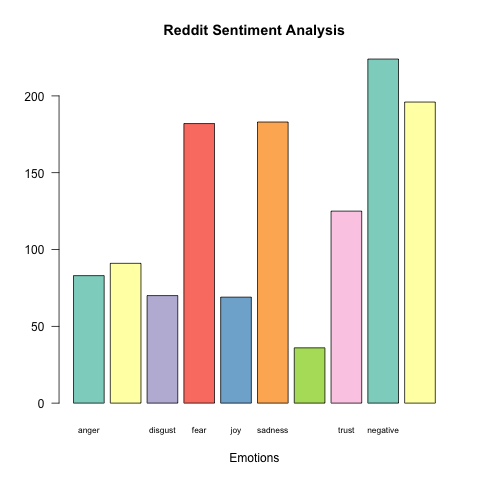 Reddit Sentiment Analysis
200
150
100
50
0
anger disgust fear joy sadness trust negative
Emotions